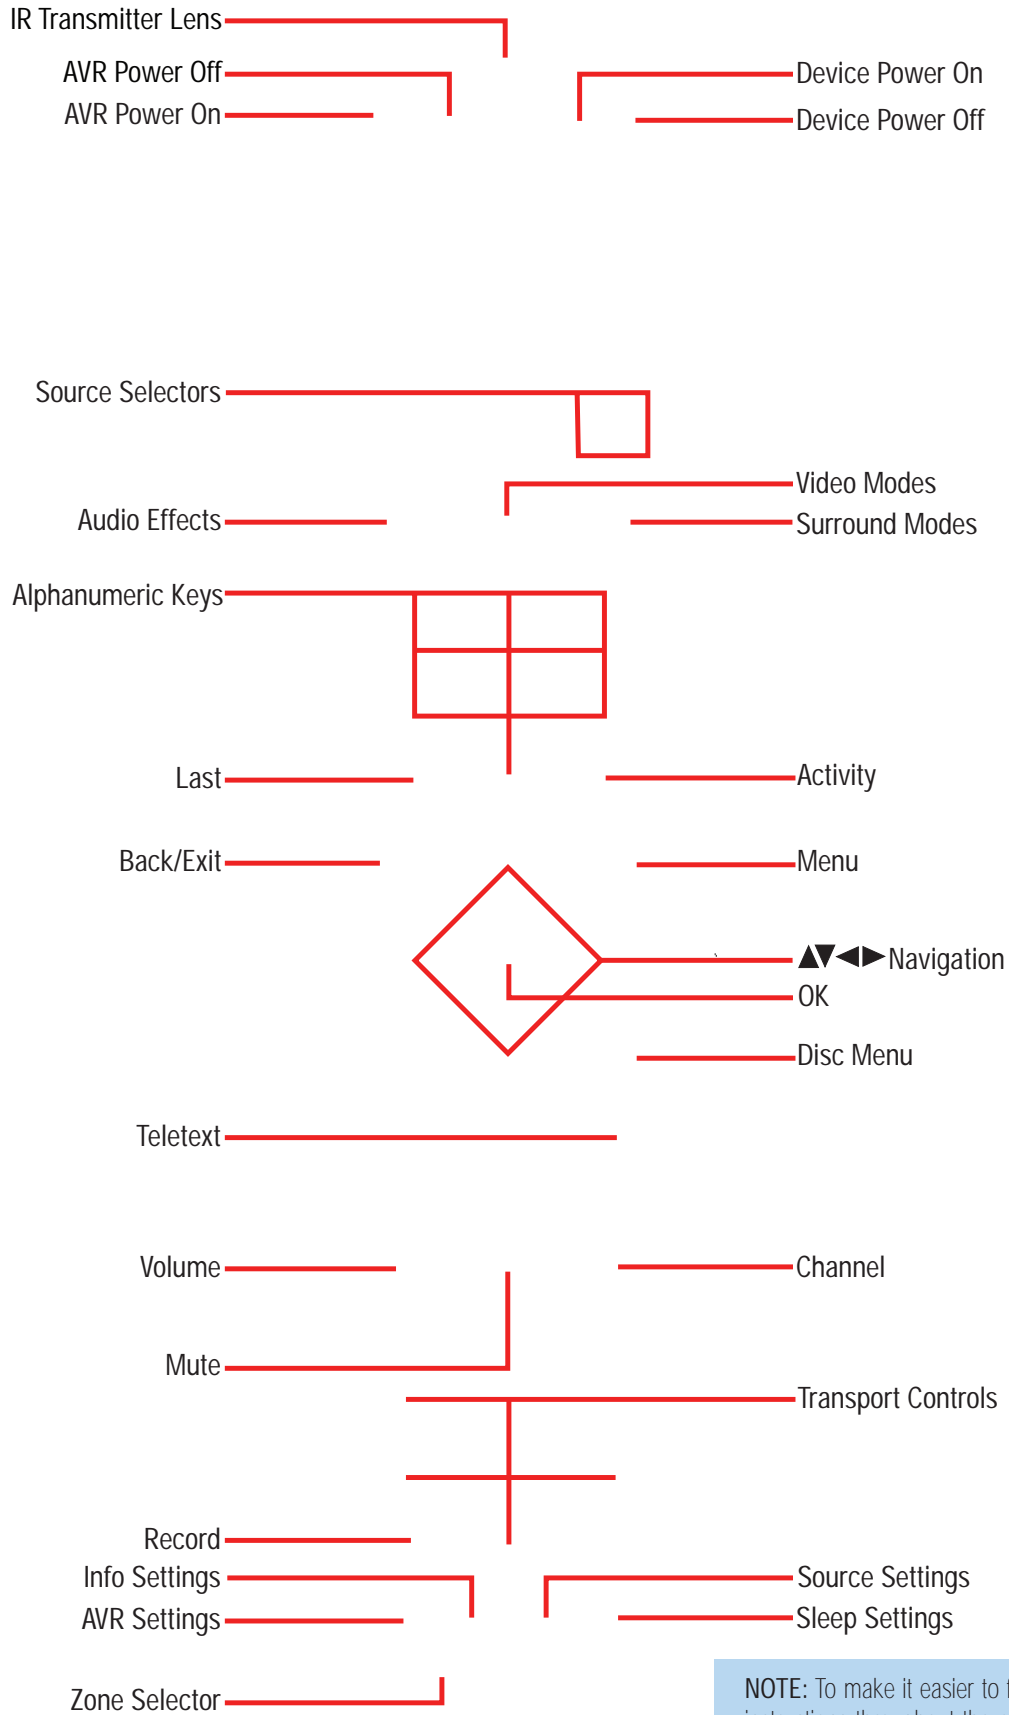 IR Transmitter Lens
AVR Power Off
Device Power On
AVR Power On
Device Power Off
Source Selectors
Video Modes
Audio Effects
Surround Modes
Alphanumeric Keys
Last
Activity
Back/Exit
Menu
▲▼◀▶ Navigation
OK
Disc Menu
Teletext
Volume
Channel
Mute
Transport Controls
Record
Info Settings
Source Settings
AVR Settings
Sleep Settings
Zone Selector
NOTE: To make it easier to